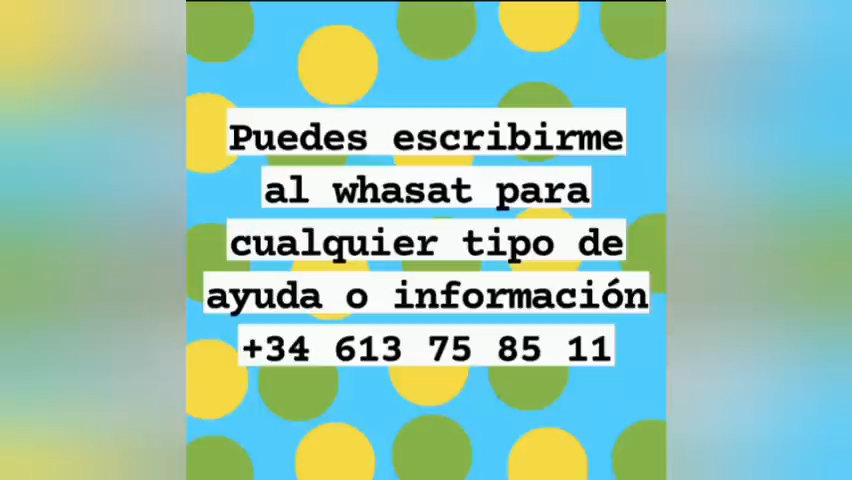 Puedes escribirme
al whasat para
cualquier tipo de
ayuda o información
+34 613 75 85 11